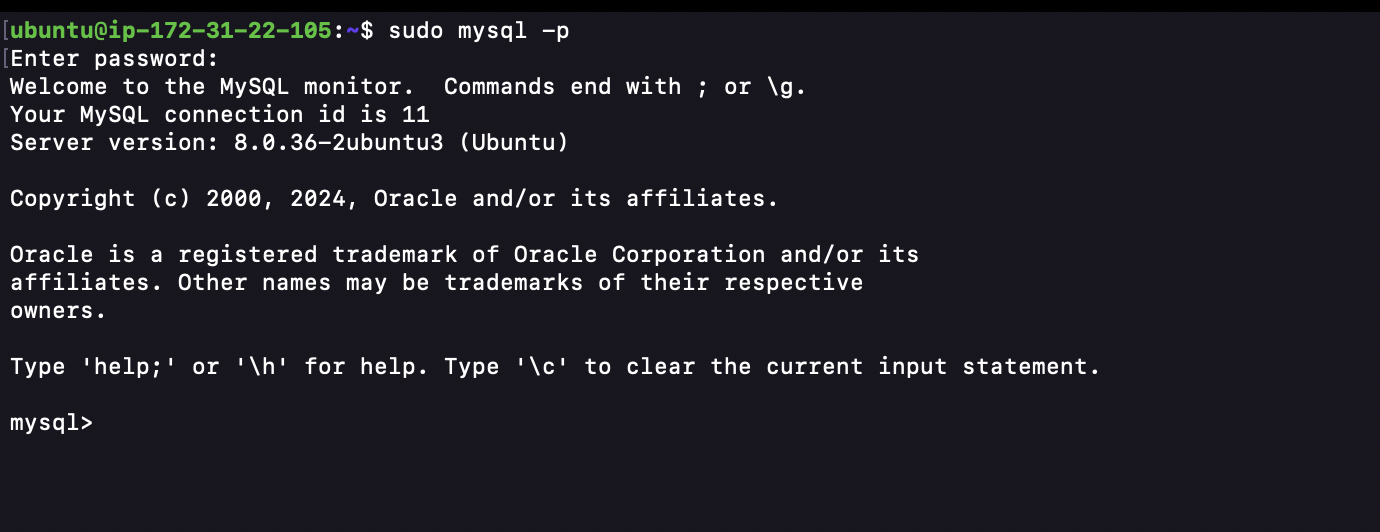 [ubuntu@ip-172-31-22-105:~$ sudo mysql -p
[Enter password:
Welcome to the MySQL monitor.  Commands end with ; or \g.
Your MySQL connection id is 11
Server version: 8.0.36-2ubuntu3 (Ubuntu)
Copyright (c) 2000, 2024, Oracle and/or its affiliates.
Oracle is a registered trademark of Oracle Corporation and/or its
affiliates. Other names may be trademarks of their respective
owners.
Type 'help;' or '\h' for help. Type '\c' to clear the current input statement.
mysql>